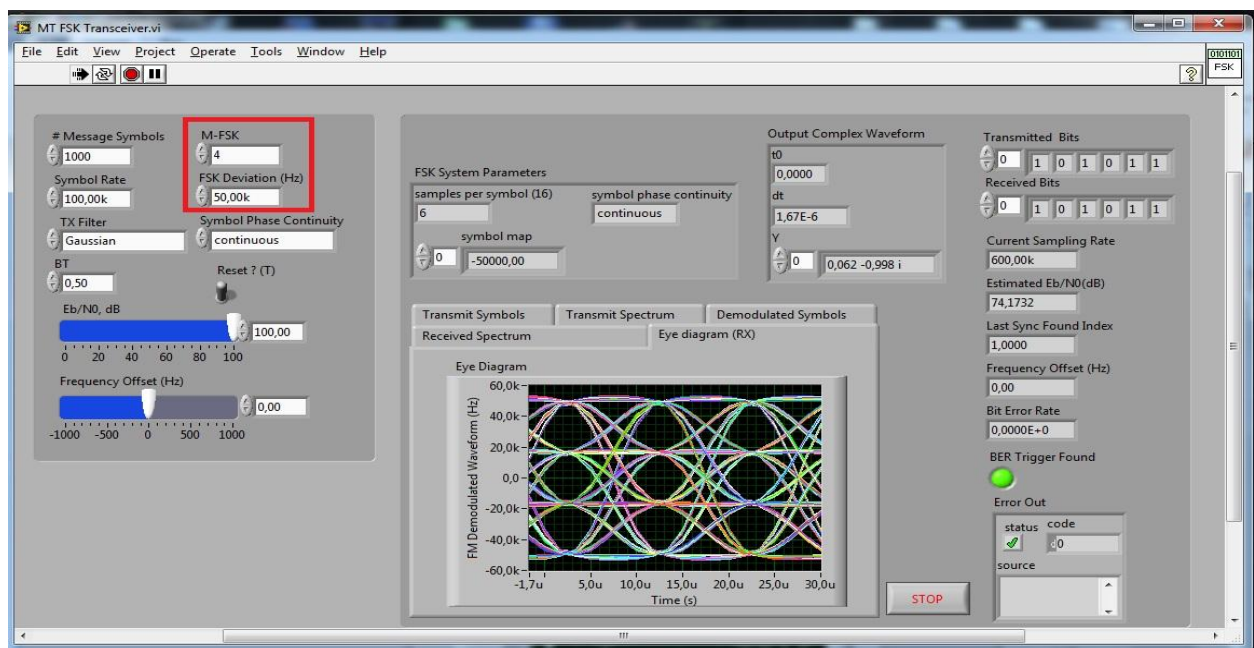 MT FSK Transceiver.vi
File Edit View Project Operate Tools Window Help
0101101
FSK
# Message Symbols
1000
M-FSK
4
Symbol Rate
100,00k
FSK Deviation (Hz)
50,00k
TX Filter
Gaussian
Symbol Phase Continuity
continuous
BT
0,50
Reset ? (T)
Eb/N0, dB
100,00
0 20 40 60 80 100
Frequency Offset (Hz)
0,00
-1000 -500 0 500 1000
FSK System Parameters
samples per symbol (16)
6
symbol phase continuity
continuous
symbol map
0 -50000,00
Output Complex Waveform
t0
0,0000
dt
1,67E-6
Y
0 0,062 -0,998 i
Transmit Symbols Transmit Spectrum Demodulated Symbols
Received Spectrum Eye diagram (RX)
Eye Diagram
FM Demodulated Waveform (Hz)
60,0k
40,0k
20,0k
0,0
-20,0k
-40,0k
-60,0k
-1,7u 5,0u 10,0u 15,0u 20,0u 25,0u 30,0u
Time (s)
STOP
Transmitted Bits
0 1 0 1 0 1 1
Received Bits
0 1 0 1 0 1 1
Current Sampling Rate
600,00k
Estimated Eb/N0(dB)
74,1732
Last Sync Found Index
1,0000
Frequency Offset (Hz)
0,00
Bit Error Rate
0,0000E+0
BER Trigger Found
Error Out
status code
0
source